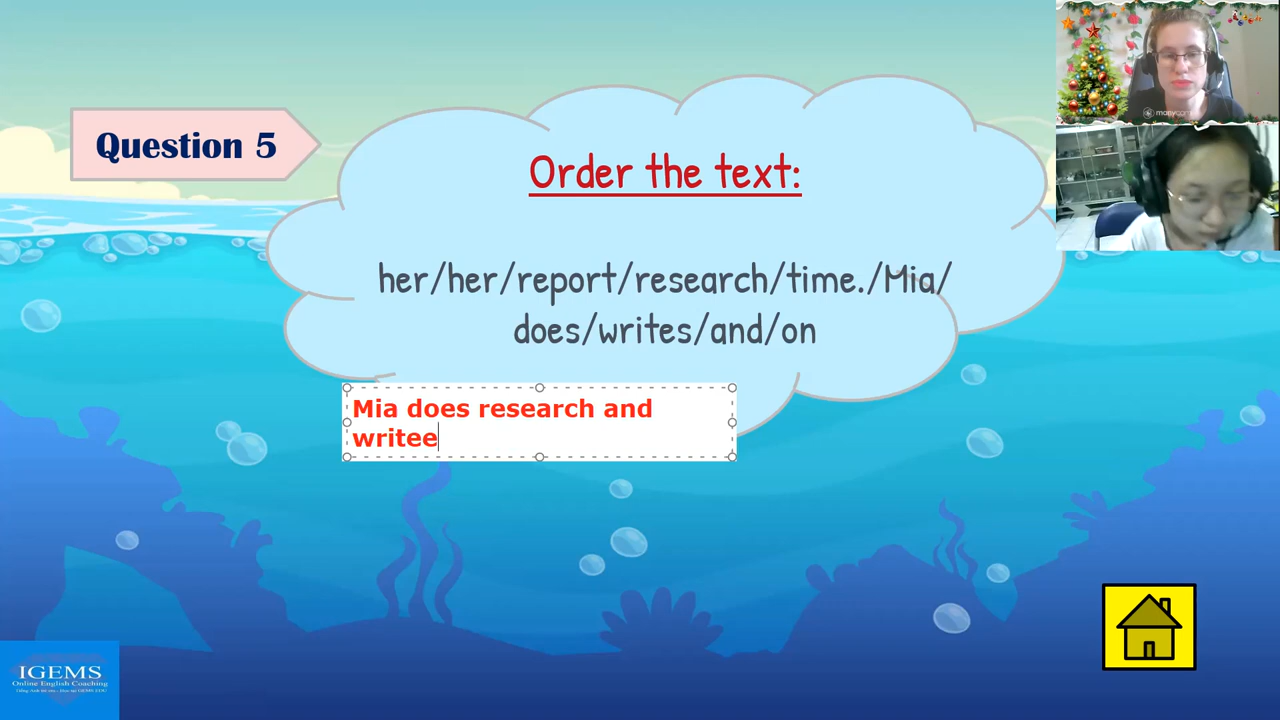 Question 5
Order the text:
her/her/report/research/time./Mia/
does/writes/and/on
Mia does research and
writee
IGEMS
Online English Coaching